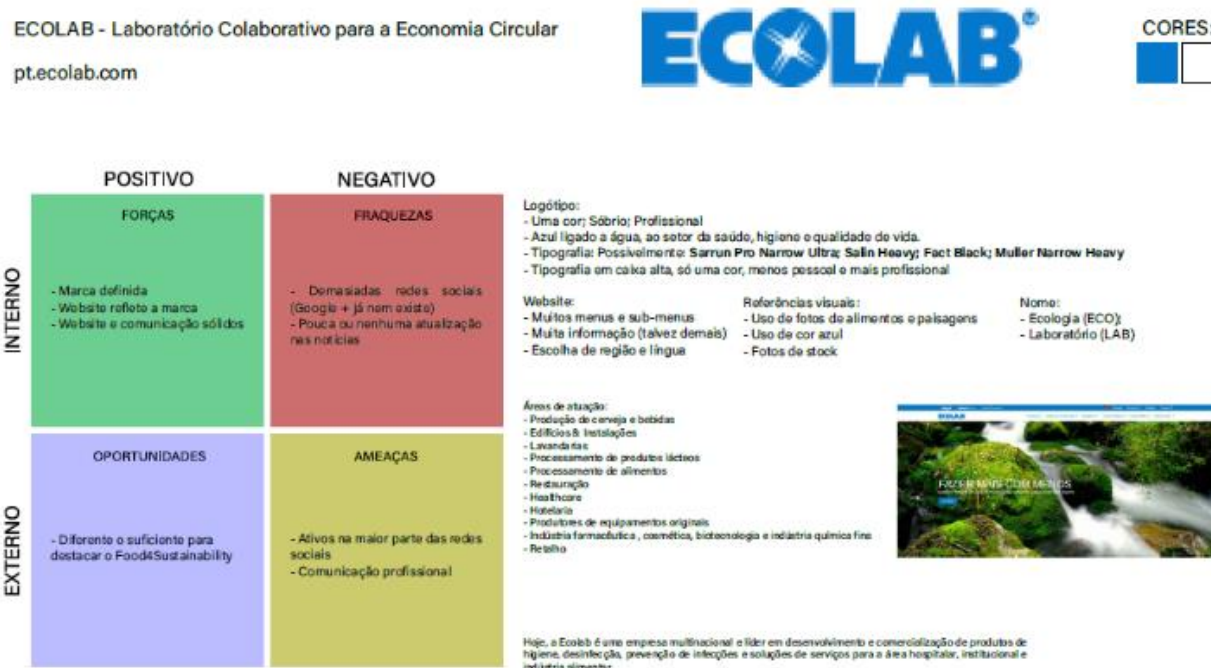 ECOLAB - Laboratório Colaborativo para a Economia Circular
pt.ecolab.com
ECOLAB®
CORES:
POSITIVO
NEGATIVO
INTERNO
EXTERNO
FORÇAS
- Marca definida
- Website reflete a marca
- Website e comunicação sólidos
FRAQUEZAS
- Demasiadas redes sociais
(Google + já nem existe)
- Pouca ou nenhuma atualização
nas notícias
OPORTUNIDADES
- Diferente o suficiente para
destacar o Food4Sustainability
AMEAÇAS
- Ativos na maior parte das redes
sociais
- Comunicação profissional
Logótipo:
- Uma cor; Sóbrio; Profissional
- Azul ligado a água, ao setor da saúde, higiene e qualidade de vida.
- Tipografia: Possivelmente: Sarrun Pro Narrow Ultra; Salin Heavy; Fact Black; Muller Narrow Heavy
- Tipografia em caixa alta, só uma cor, menos pessoal e mais profissional
Website:
- Muitos menus e sub-menus
- Muita informação (talvez demais)
- Escolha de região e língua
Referências visuais:
- Uso de fotos de alimentos e paisagens
- Uso de cor azul
- Fotos de stock
Nome:
- Ecologia (ECO);
- Laboratório (LAB)
Áreas de atuação:
- Produção de cerveja e bebidas
- Edifícios & Instalações
- Lavandarias
- Processamento de produtos lácteos
- Processamento de alimentos
- Restauração
- Healthcare
- Hotelaria
- Produtores de equipamentos originais
- Indústria farmacêutica , cosmética, biotecnologia e indústria química fina
- Retalho
ECOLAB
FAZER MAIS COM MENOS
Hoje, a Ecolab é uma empresa multinacional e líder em desenvolvimento e comercialização de produtos de
higiene, desinfecção, prevenção de infecções e soluções de serviços para a área hospitalar, institucional e